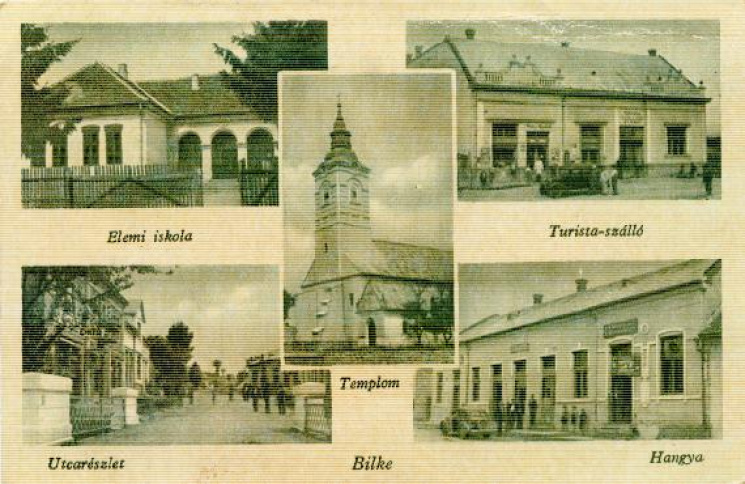 Elemi iskola
Turista-szálló
Templom
Utcarészlet
Bilke
Hangya